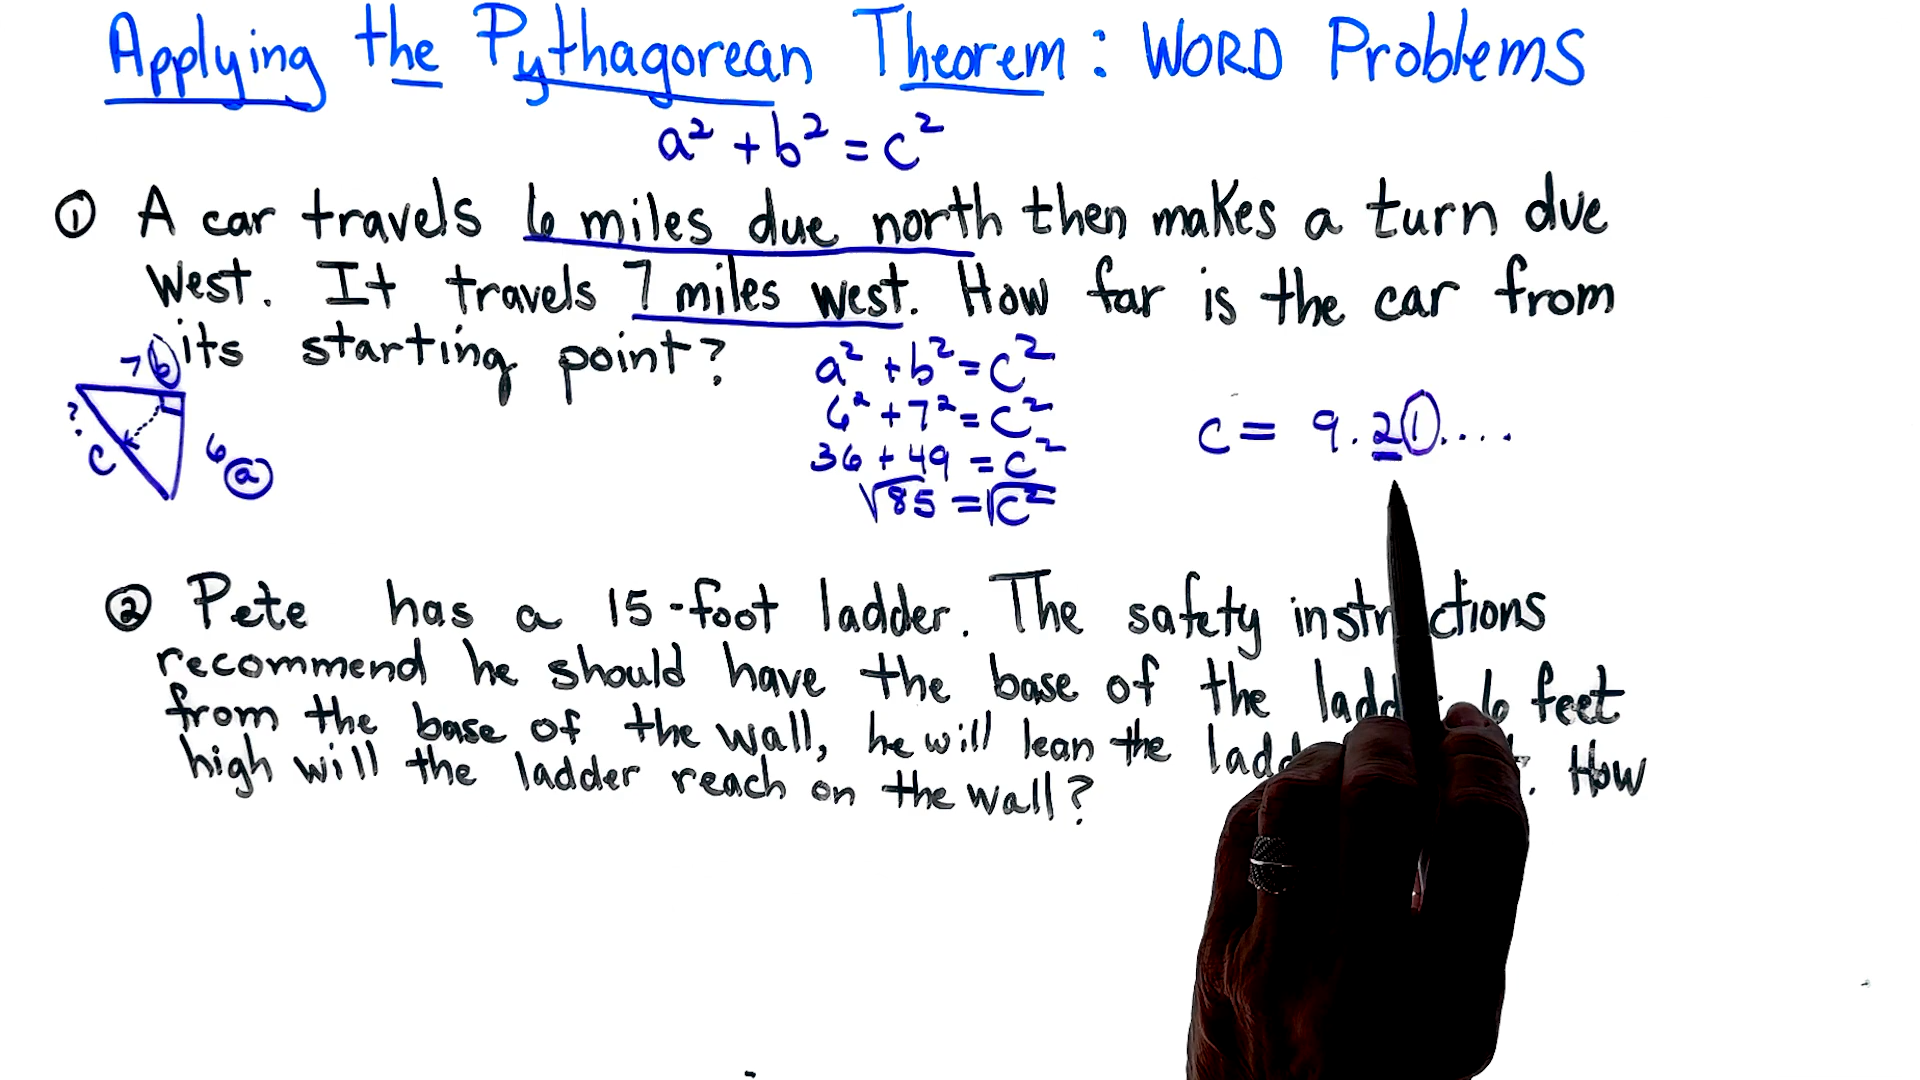 Applying the Pythagorean Theorem: WORD Problems
a² + b² = c²
① A car travels 6 miles due north then makes a turn due
west. It travels 7 miles west. How far is the car from
its starting point?
7 b
? c
6 a
a² + b² = c²
6² + 7² = c²
36 + 49 = c²
√85 = √c²
c = 9.21....
② Pete has a 15-foot ladder. The safety instructions
recommend he should have the base of the ladder 6 feet
from the base of the wall, he will lean the How
high will the ladder reach on the wall?